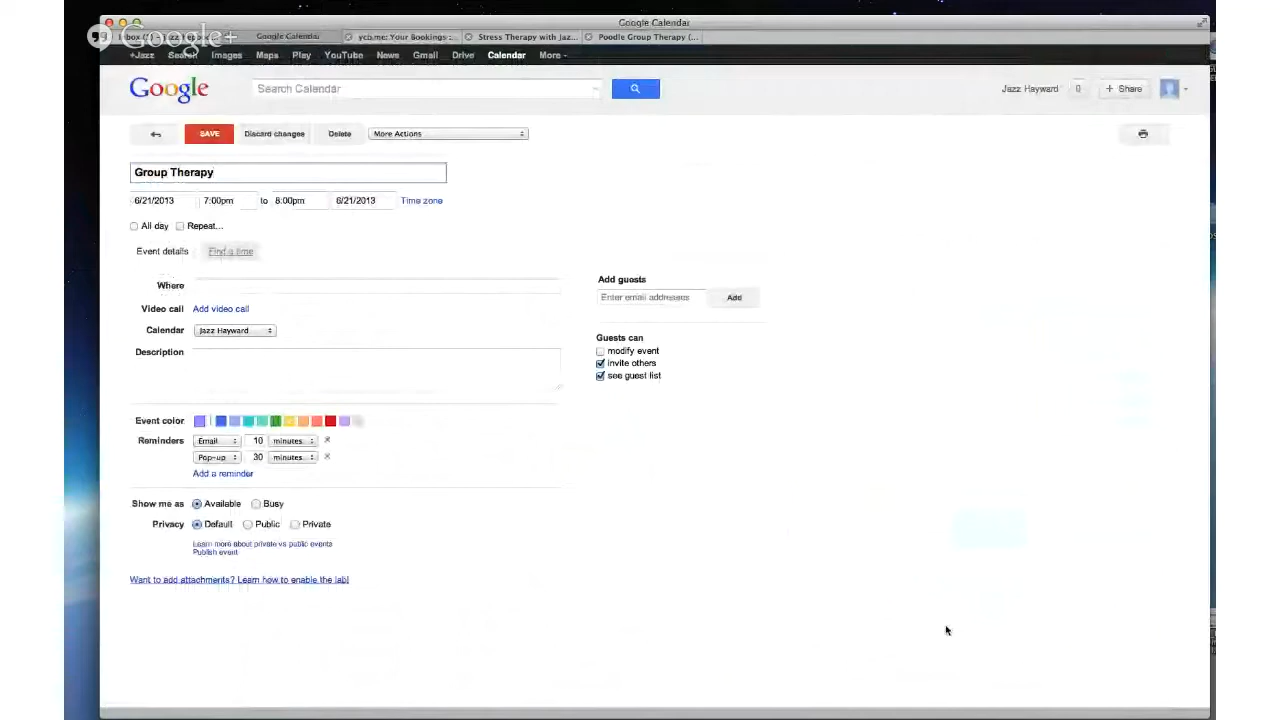 Google+
Google Calendar
Google Calendar
ycb.me: Your Bookings
Stress Therapy with Jaz...
Poodle Group Therapy (...
+Jazz Search Images Maps Play YouTube News Gmail Drive Calendar More
Google
Search Calendar
Jazz Hayward 0 + Share
SAVE Discard changes Delete More Actions
Group Therapy
6/21/2013 7:00pm to 8:00pm 6/21/2013 Time zone
All day Repeat...
Event details Find a time
Where
Video call Add video call
Calendar Jazz Hayward
Description
Add guests
Enter email addresses Add
Guests can
modify event
invite others
see guest list
Event color
Reminders Email 10 minutes x
Pop-up 30 minutes x
Add a reminder
Show me as Available Busy
Privacy Default Public Private
Learn more about private vs public events
Publish event
Want to add attachments? Learn how to enable the lab!